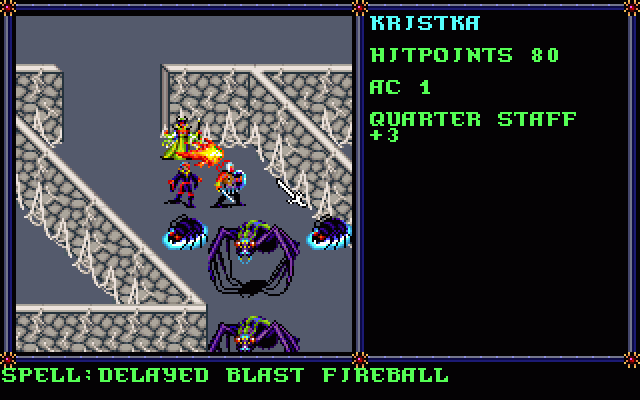 KRISTKA
HITPOINTS 80
AC 1
QUARTER STAFF
+3
SPELL:DELAYED BLAST FIREBALL